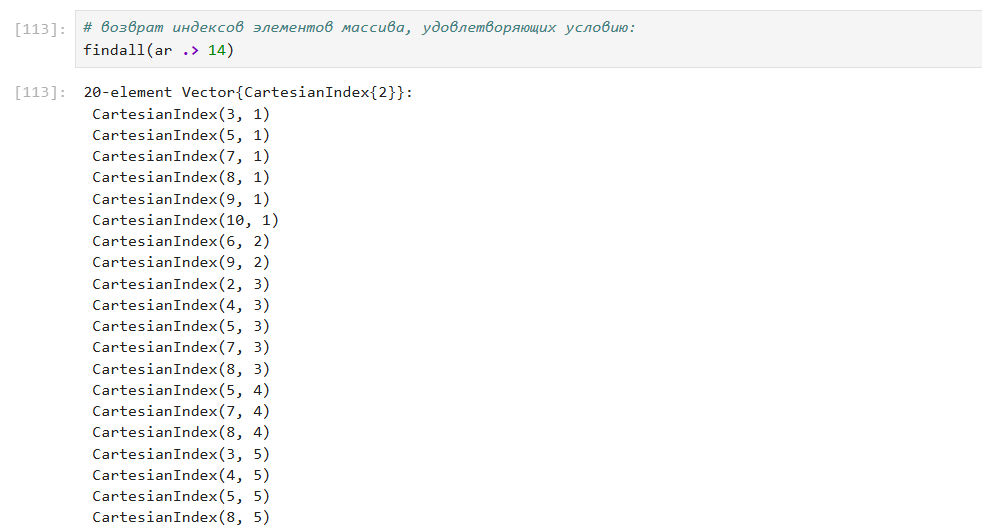 [113]: # возврат индексов элементов массива, удовлетворяющих условию:
findall(ar .> 14)
[113]: 20-element Vector{CartesianIndex{2}}:
CartesianIndex(3, 1)
CartesianIndex(5, 1)
CartesianIndex(7, 1)
CartesianIndex(8, 1)
CartesianIndex(9, 1)
CartesianIndex(10, 1)
CartesianIndex(6, 2)
CartesianIndex(9, 2)
CartesianIndex(2, 3)
CartesianIndex(4, 3)
CartesianIndex(5, 3)
CartesianIndex(7, 3)
CartesianIndex(8, 3)
CartesianIndex(5, 4)
CartesianIndex(7, 4)
CartesianIndex(8, 4)
CartesianIndex(3, 5)
CartesianIndex(4, 5)
CartesianIndex(5, 5)
CartesianIndex(8, 5)